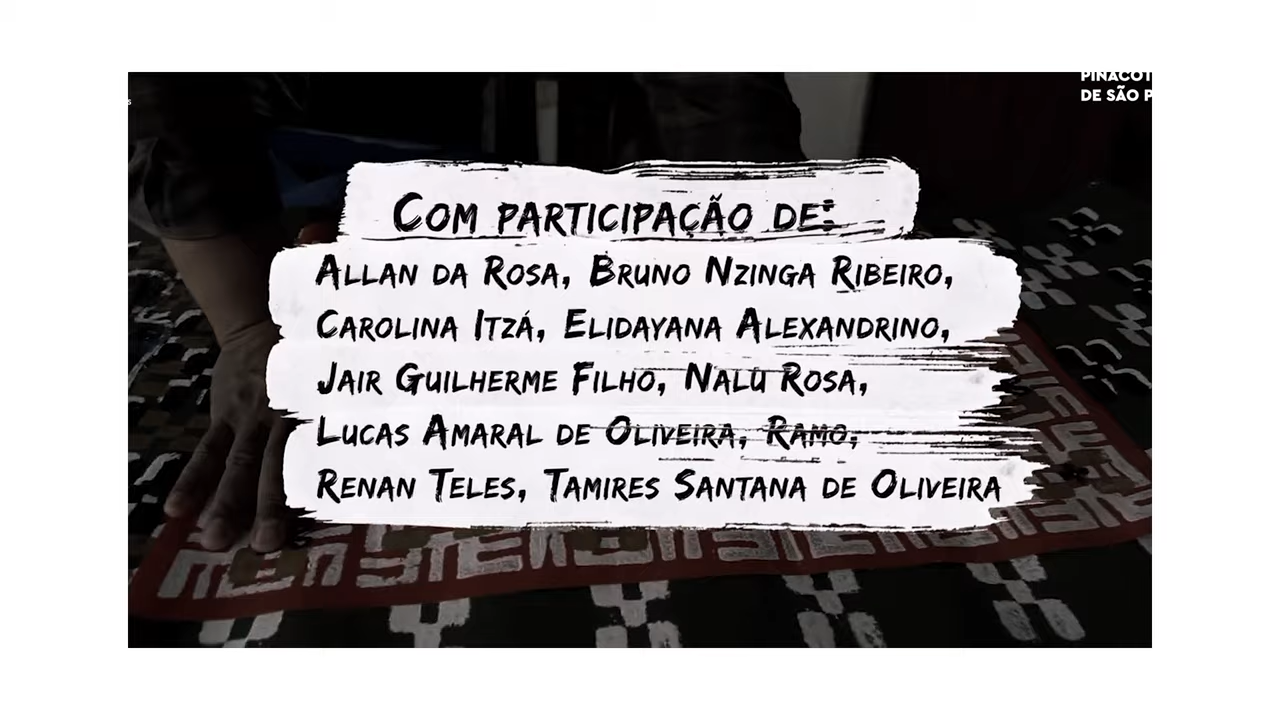 PINACOT
DE SÃO P
s
Com participação de:
Allan da Rosa, Bruno Nzinga Ribeiro,
Carolina Itzá, Elidayana Alexandrino,
Jair Guilherme Filho, Nalu Rosa,
Lucas Amaral de Oliveira, Ramo,
Renan Teles, Tamires Santana de Oliveira